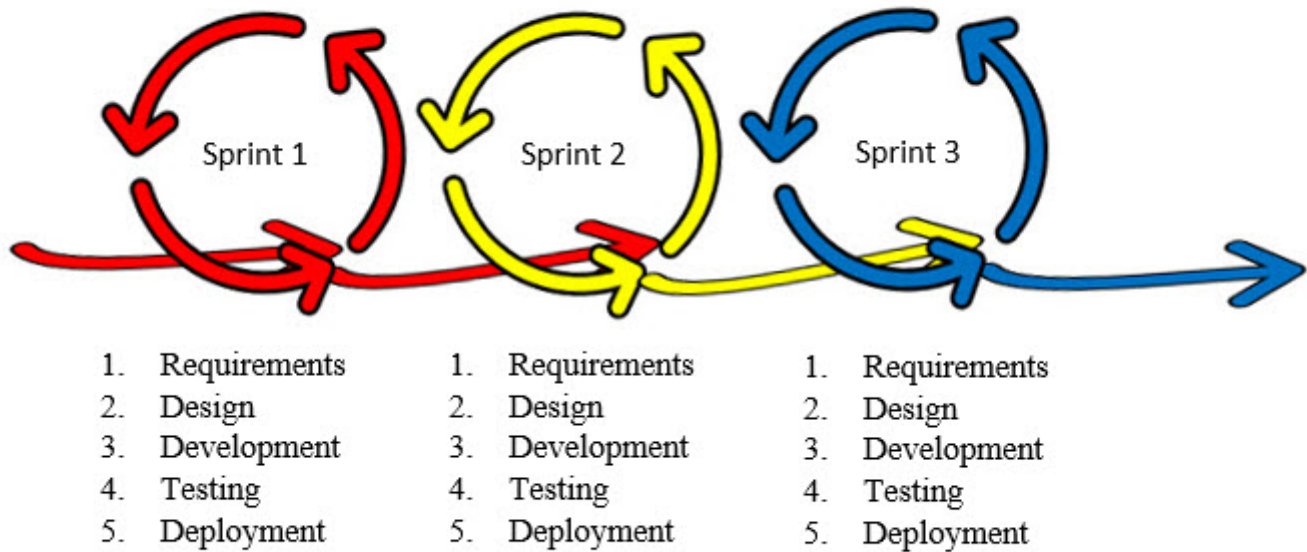 Sprint 1
Sprint 2
Sprint 3
1. Requirements
2. Design
3. Development
4. Testing
5. Deployment
1. Requirements
2. Design
3. Development
4. Testing
5. Deployment
1. Requirements
2. Design
3. Development
4. Testing
5. Deployment